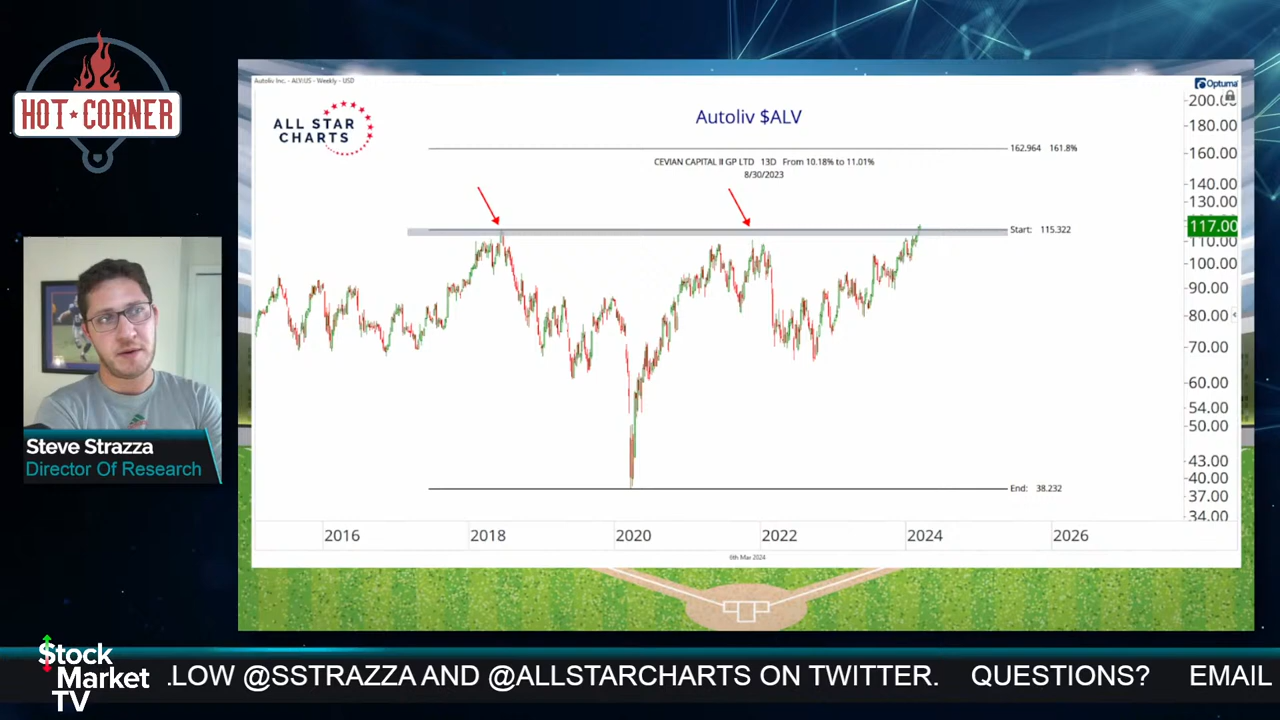 HOT★CORNER
Steve Strazza
Director Of Research
Autoliv Inc. - ALV:US - Weekly - USD
Optuma
ALL STAR
CHARTS
Autoliv $ALV
162.964 161.8%
CEVIAN CAPITAL II GP LTD 13D From 10.18% to 11.01%
8/30/2023
Start: 115.322
End: 38.232
200.00
180.00
160.00
140.00
130.00
117.00
110.00
100.00
90.00
80.00
70.00
60.00
54.00
50.00
43.00
40.00
37.00
34.00
2016 2018 2020 2022 2024 2026
6th Mar 2024
$tock
Market
TV
.LOW @SSTRAZZA AND @ALLSTARCHARTS ON TWITTER. QUESTIONS? EMAIL